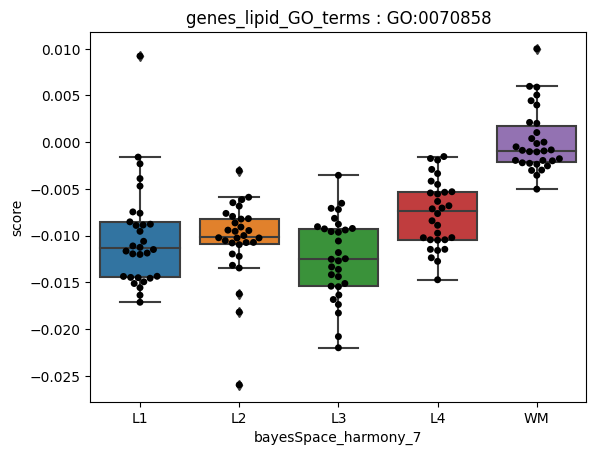 genes_lipid_GO_terms : GO:0070858
0.010
0.005
0.000
−0.005
−0.010
−0.015
−0.020
−0.025
score
L1 L2 L3 L4 WM
bayesSpace_harmony_7